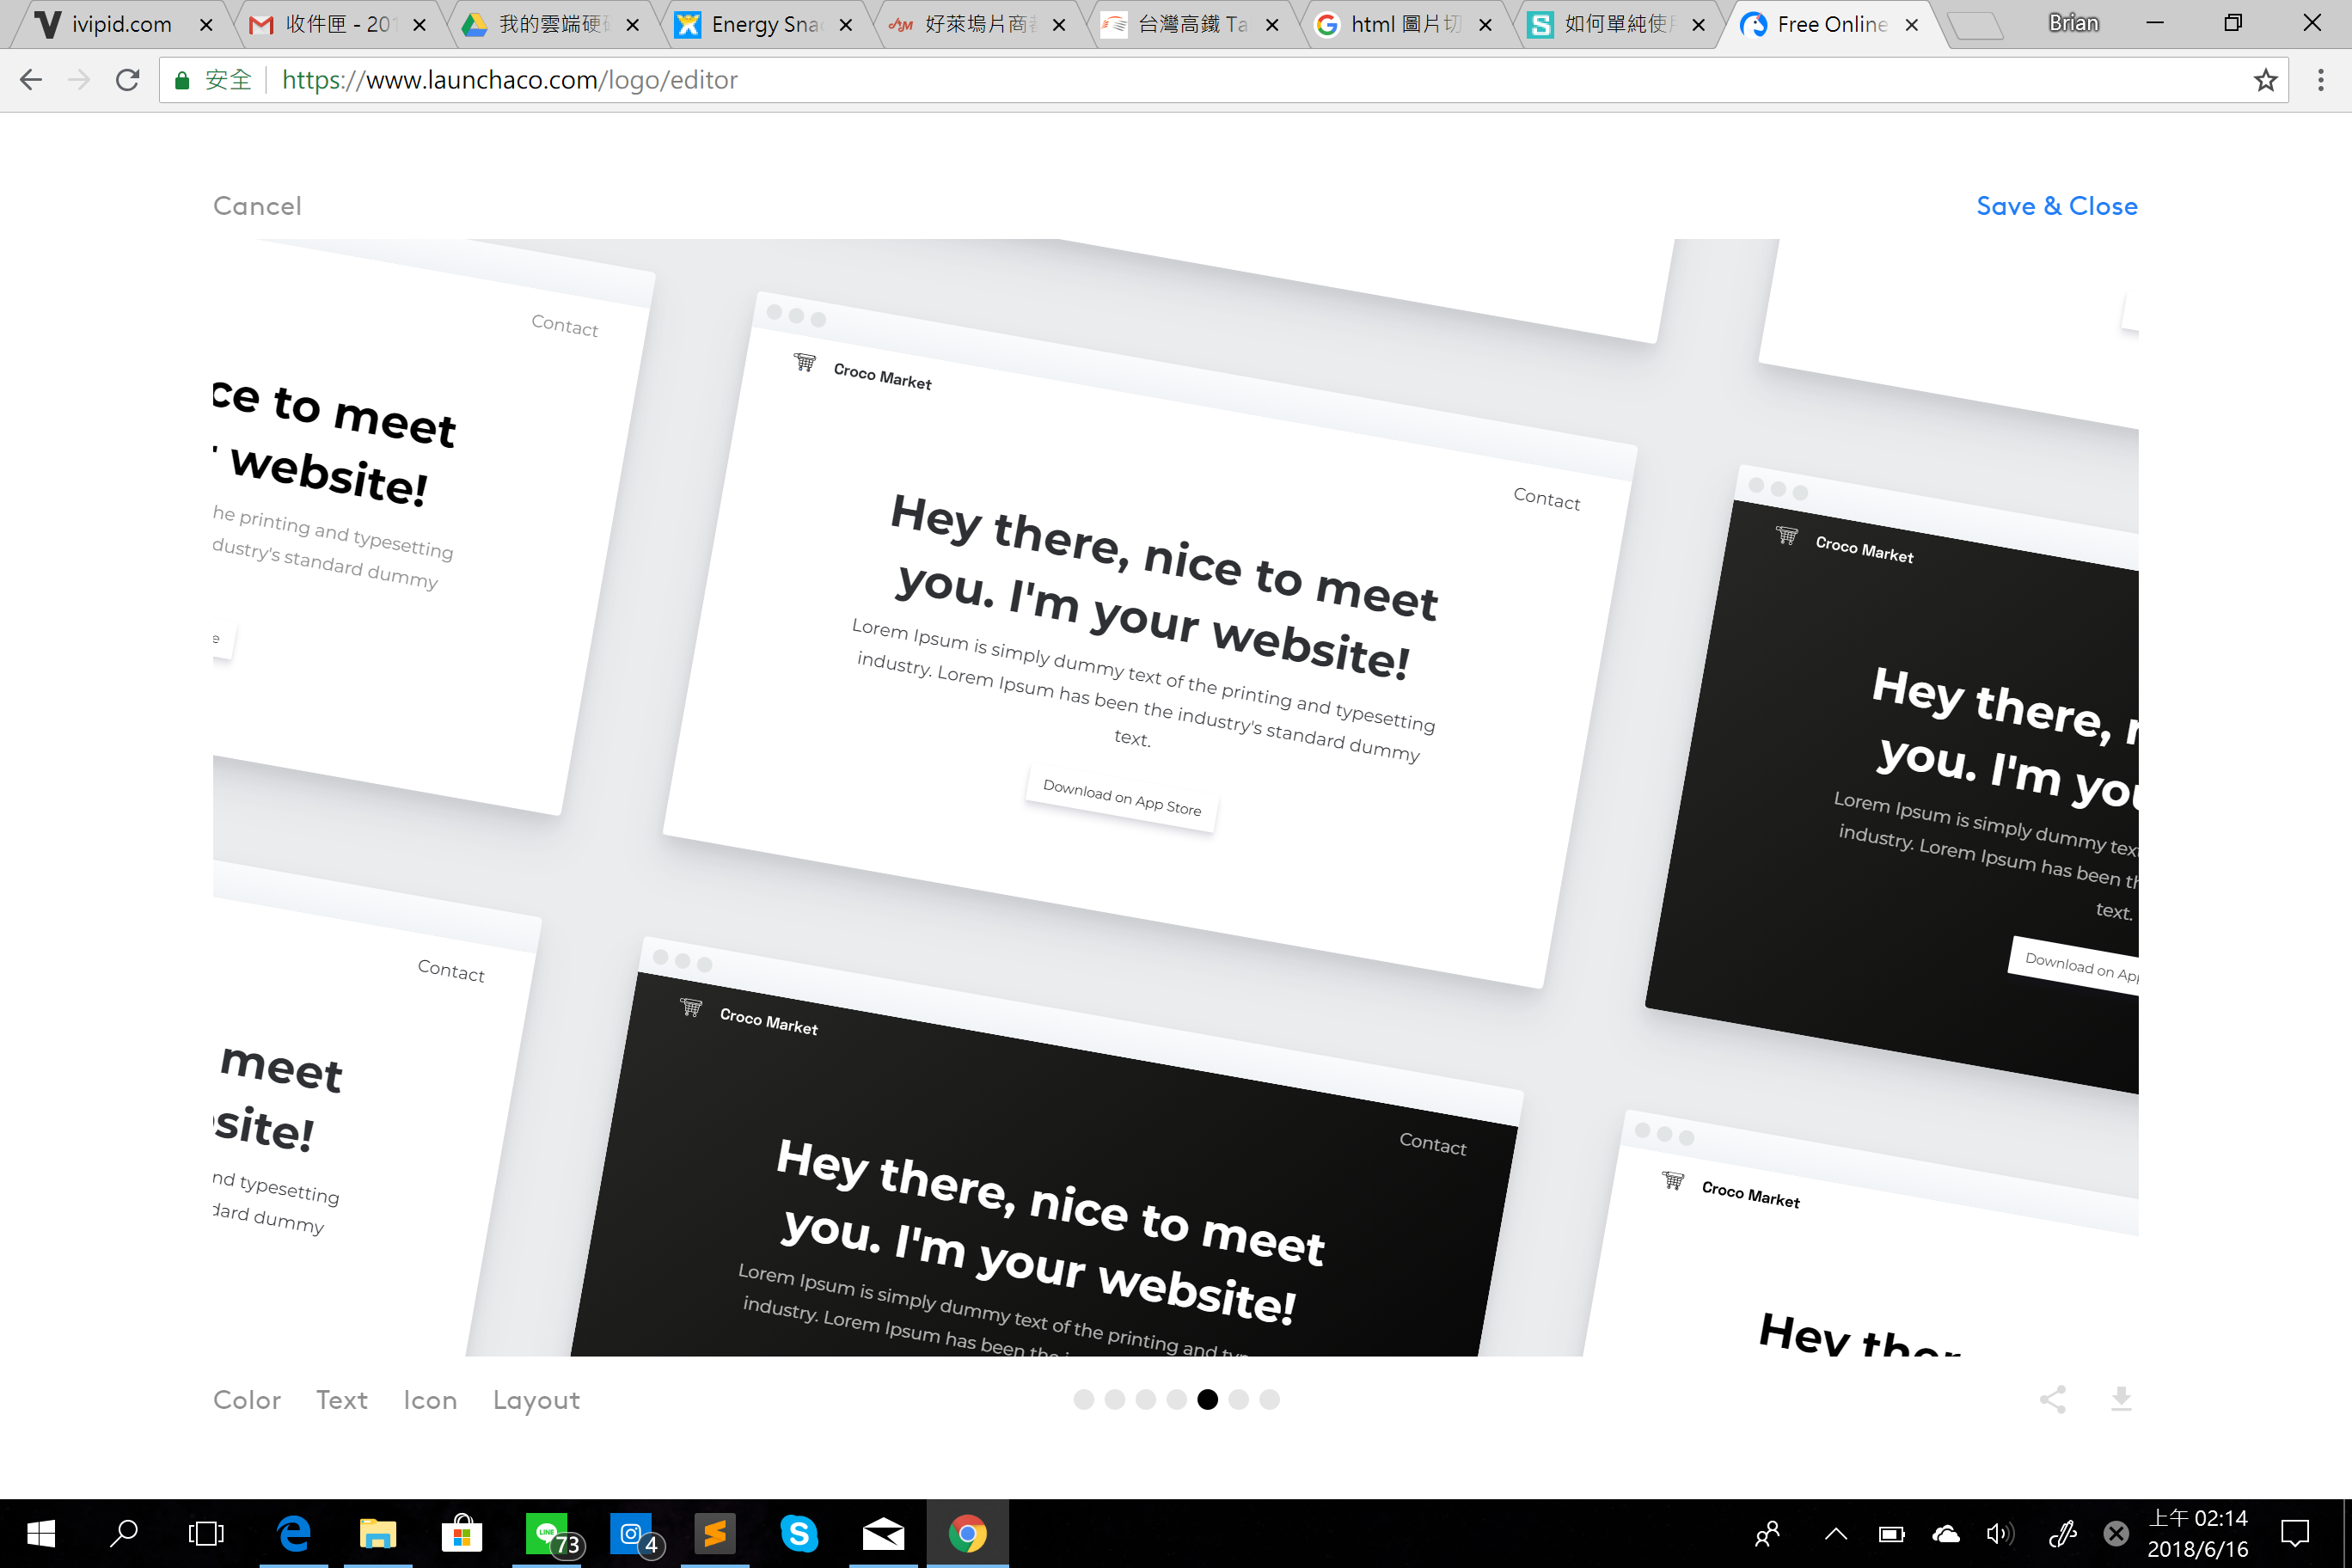 ivipid.com
收件匣 - 201
我的雲端硬
Energy Sna
好萊塢片商
台灣高鐵 Ta
html 圖片切
如何單純使用
Free Online
Brian
安全
https://www.launchaco.com/logo/editor
Cancel
Save & Close
Contact
ce to meet
website!
he printing and typesetting
dustry's standard dummy
e
Croco Market
Contact
Hey there, nice to meet
you. I'm your website!
Lorem Ipsum is simply dummy text of the printing and typesetting
industry. Lorem Ipsum has been the industry's standard dummy
text.
Download on App Store
Croco Market
Hey there, n
you. I'm you
Lorem Ipsum is simply dummy text
industry. Lorem Ipsum has been th
text.
Download on App
Contact
meet
site!
nd typesetting
dard dummy
Croco Market
Contact
Hey there, nice to meet
you. I'm your website!
Lorem Ipsum is simply dummy text of the printing and ty
industry. Lorem Ipsum has been the i
Croco Market
Hey ther
Color
Text
Icon
Layout
LINE
73
4
上午 02:14
2018/6/16